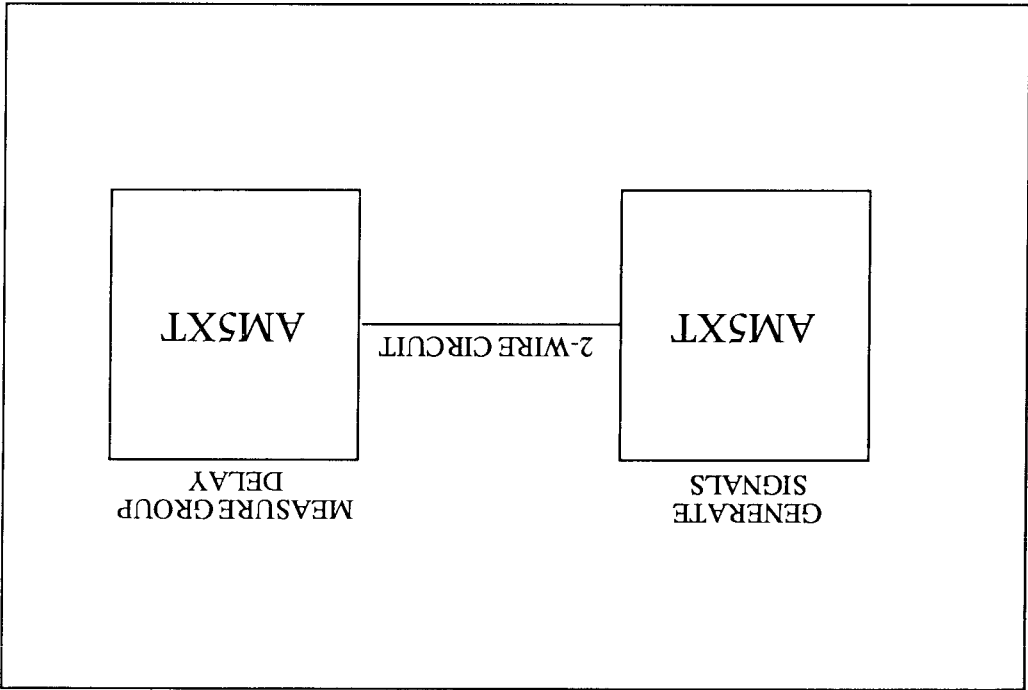 GENERATE
SIGNALS
MEASURE GROUP
DELAY
2-WIRE CIRCUIT
AM5XT
AM5XT